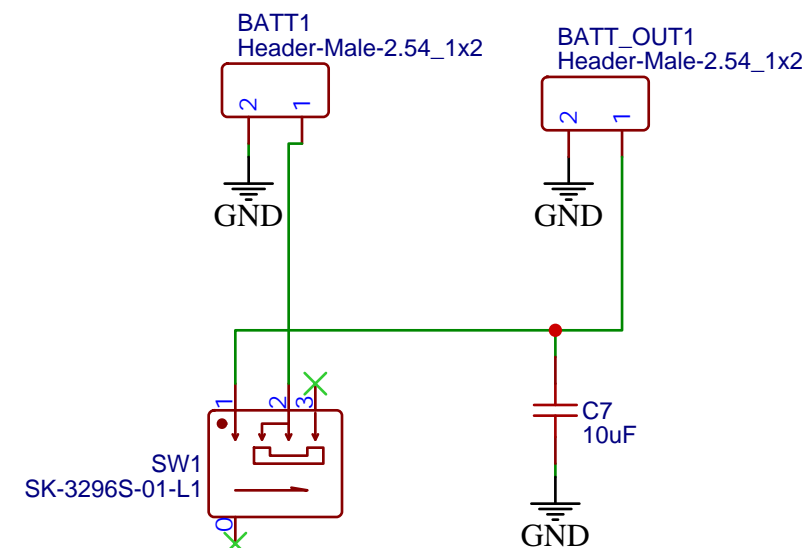 BATT1
Header-Male-2.54_1x2
BATT_OUT1
Header-Male-2.54_1x2
2
1
2
1
GND
GND
1
2
3
C7
10uF
SW1
SK-3296S-01-L1
0
GND